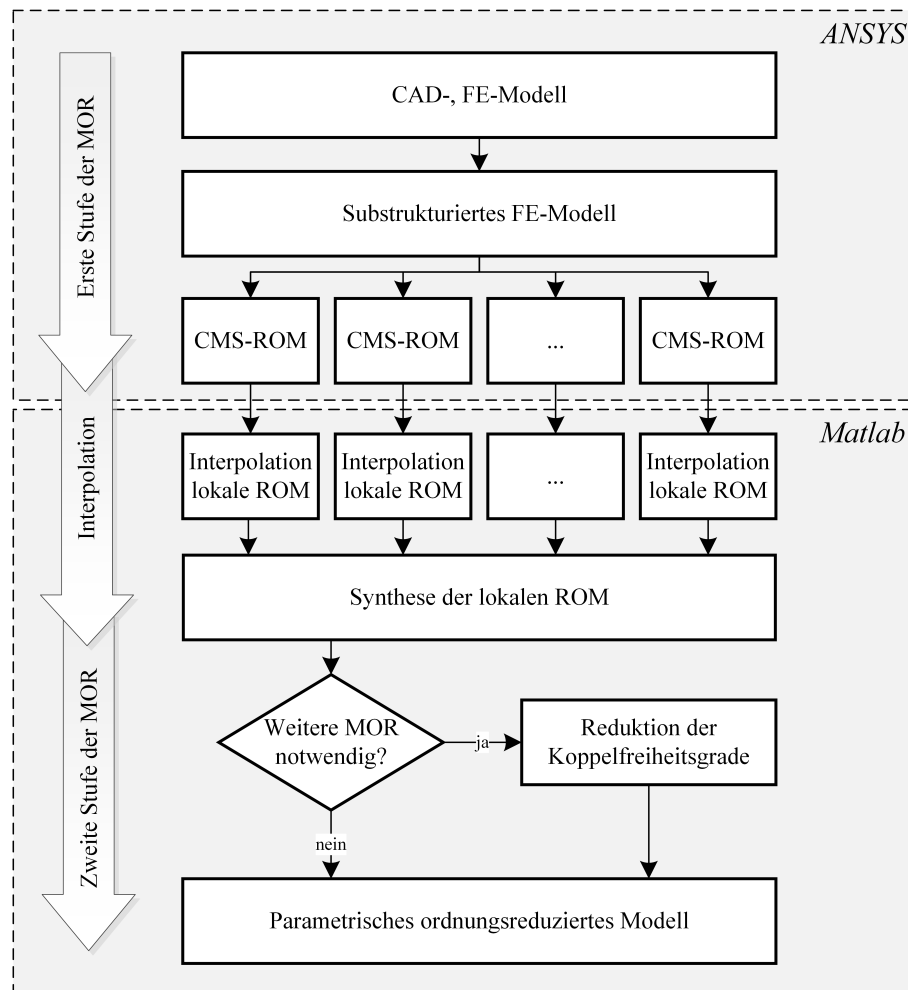 ANSYS
Erste Stufe der MOR
CAD-, FE-Modell
Substrukturiertes FE-Modell
CMS-ROM
CMS-ROM
...
CMS-ROM
Matlab
Interpolation
Interpolation
lokale ROM
Interpolation
lokale ROM
...
Interpolation
lokale ROM
Synthese der lokalen ROM
Zweite Stufe der MOR
Weitere MOR
notwendig?
ja
Reduktion der
Koppelfreiheitsgrade
nein
Parametrisches ordnungsreduziertes Modell